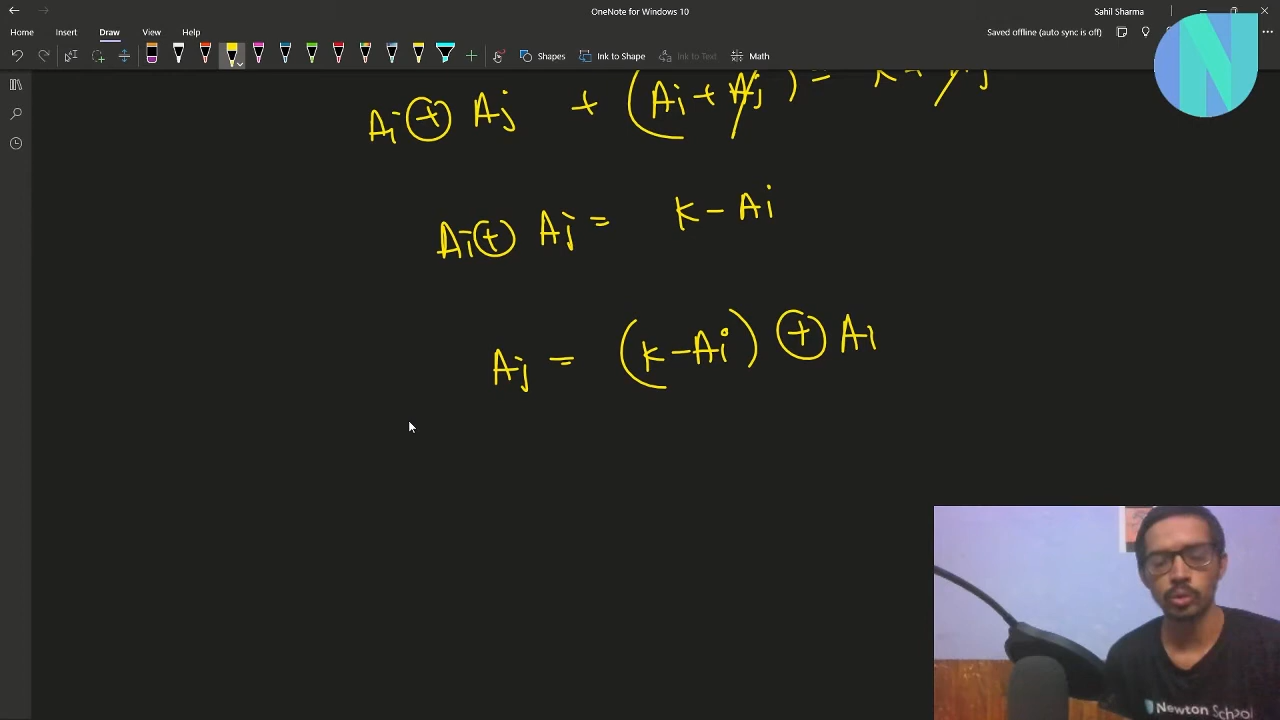 OneNote for Windows 10
Sahil Sharma
Home Insert Draw View Help
Saved offline (auto sync is off)
Shapes Ink to Shape Ink to Text Math
Ai ⊕ Aj + (Ai + Aj) = K + Aj
Ai ⊕ Aj = K - Ai
Aj = (K - Ai) ⊕ Ai
Newton School